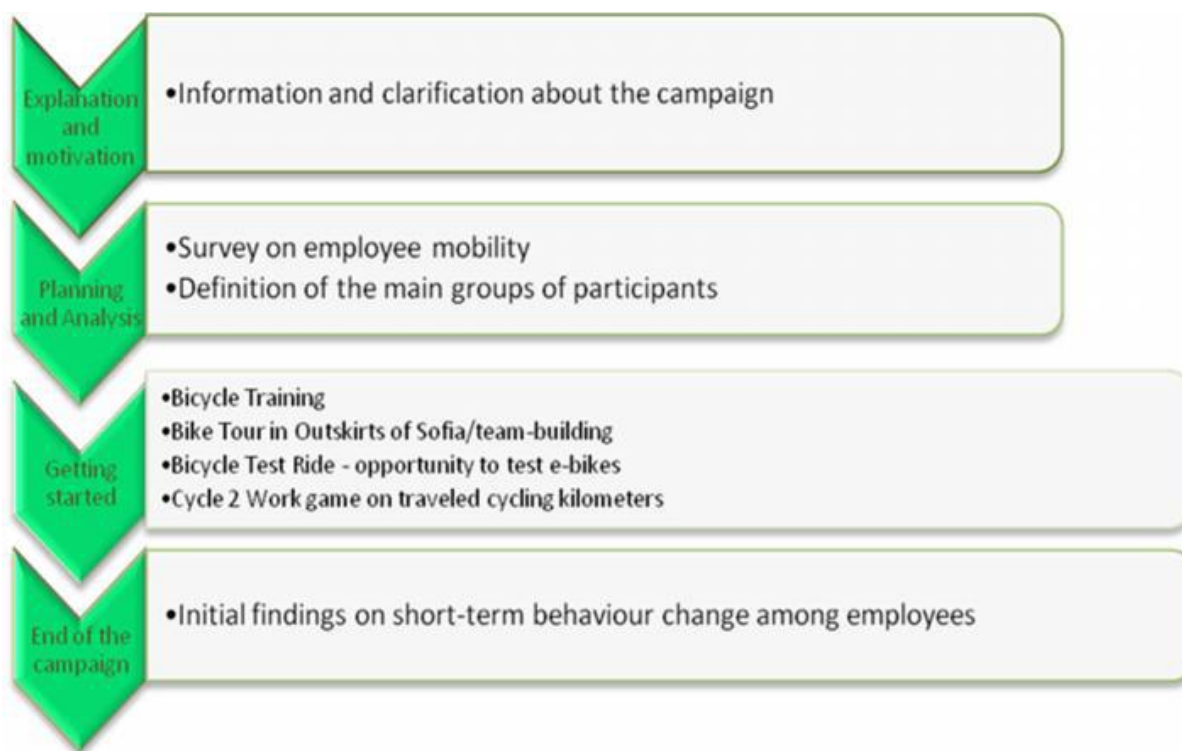 Explanation
and
motivation
•Information and clarification about the campaign
Planning
and Analysis
•Survey on employee mobility
•Definition of the main groups of participants
Getting
started
•Bicycle Training
•Bike Tour in Outskirts of Sofia/team-building
•Bicycle Test Ride - opportunity to test e-bikes
•Cycle 2 Work game on traveled cycling kilometers
End of the
campaign
•Initial findings on short-term behaviour change among employees